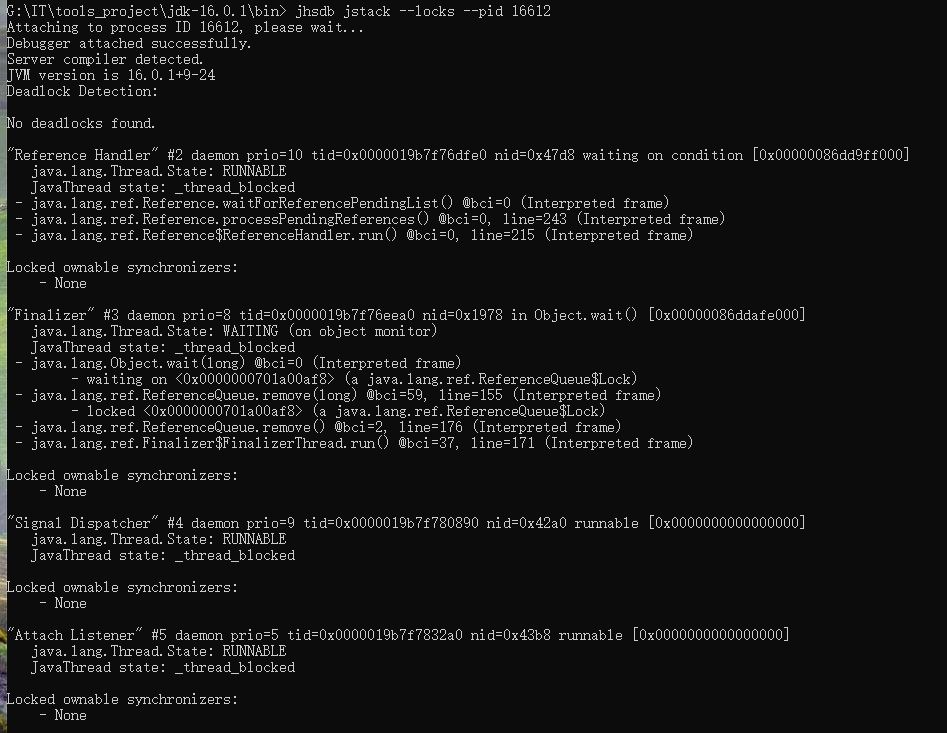 G:\IT\tools_project\jdk-16.0.1\bin> jhsdb jstack --locks --pid 16612
Attaching to process ID 16612, please wait...
Debugger attached successfully.
Server compiler detected.
JVM version is 16.0.1+9-24
Deadlock Detection:
No deadlocks found.
"Reference Handler" #2 daemon prio=10 tid=0x0000019b7f76dfe0 nid=0x47d8 waiting on condition [0x00000086dd9ff000]
java.lang.Thread.State: RUNNABLE
JavaThread state: _thread_blocked
- java.lang.ref.Reference.waitForReferencePendingList() @bci=0 (Interpreted frame)
- java.lang.ref.Reference.processPendingReferences() @bci=0, line=243 (Interpreted frame)
- java.lang.ref.Reference$ReferenceHandler.run() @bci=0, line=215 (Interpreted frame)
Locked ownable synchronizers:
- None
"Finalizer" #3 daemon prio=8 tid=0x0000019b7f76eea0 nid=0x1978 in Object.wait() [0x00000086ddafe000]
java.lang.Thread.State: WAITING (on object monitor)
JavaThread state: _thread_blocked
- java.lang.Object.wait(long) @bci=0 (Interpreted frame)
- waiting on <0x0000000701a00af8> (a java.lang.ref.ReferenceQueue$Lock)
- java.lang.ref.ReferenceQueue.remove(long) @bci=59, line=155 (Interpreted frame)
- locked <0x0000000701a00af8> (a java.lang.ref.ReferenceQueue$Lock)
- java.lang.ref.ReferenceQueue.remove() @bci=2, line=176 (Interpreted frame)
- java.lang.ref.Finalizer$FinalizerThread.run() @bci=37, line=171 (Interpreted frame)
Locked ownable synchronizers:
- None
"Signal Dispatcher" #4 daemon prio=9 tid=0x0000019b7f780890 nid=0x42a0 runnable [0x0000000000000000]
java.lang.Thread.State: RUNNABLE
JavaThread state: _thread_blocked
Locked ownable synchronizers:
- None
"Attach Listener" #5 daemon prio=5 tid=0x0000019b7f7832a0 nid=0x43b8 runnable [0x0000000000000000]
java.lang.Thread.State: RUNNABLE
JavaThread state: _thread_blocked
Locked ownable synchronizers:
- None